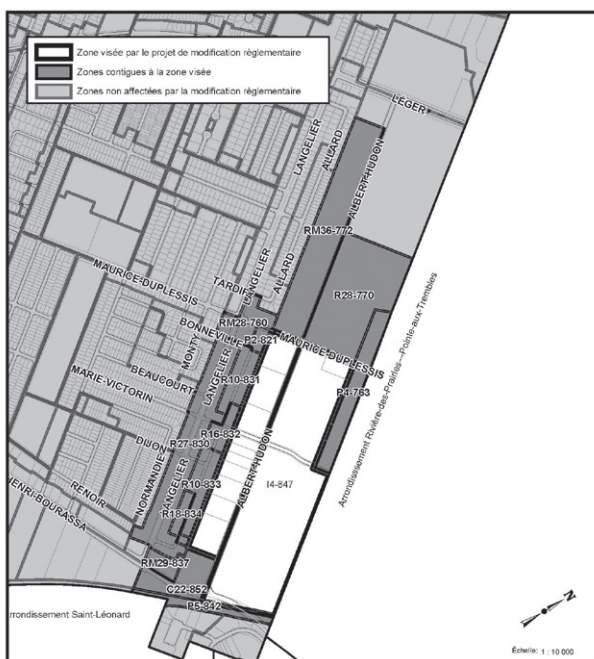 Zone visée par le projet de modification règlementaire
Zones contigues à la zone visée
Zones non affectées par la modification règlementaire
LÉGER
LANGELIER
ALLARD
ALBERT-HUDON
RM36-772
MAURICE-DUPLESSIS
TARDIF
LANGELIER
ALLARD
R28-770
RM28-760
BONNEVILLE
P2-821
MAURICE-DUPLESSIS
MONTY
LANGELIER
BEAUCOURT
R10-831
P4-763
MARIE-VICTORIN
R16-832
DIJON
R27-830
ALBERT-HUDON
I4-847
Arrondissement Rivière-des-Prairies---Pointe-aux-Trembles
NORMANDIE
R10-833
RENOIR
ANGELIER
R18-834
HENRI-BOURASSA
RM29-837
C22-852
P5-842
rrondissement Saint-Léonard
N
Échelle: 1 : 10 000